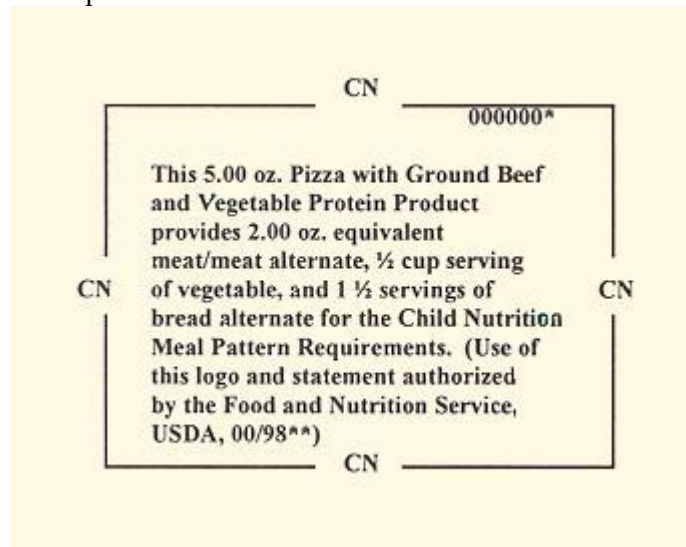 CN
000000*
This 5.00 oz. Pizza with Ground Beef
and Vegetable Protein Product
provides 2.00 oz. equivalent
meat/meat alternate, ½ cup serving
CN of vegetable, and 1 ½ servings of CN
bread alternate for the Child Nutrition
Meal Pattern Requirements. (Use of
this logo and statement authorized
by the Food and Nutrition Service,
USDA, 00/98**)
CN